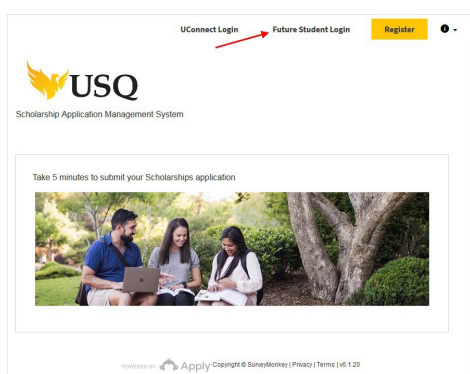 UConnect Login Future Student Login Register
USQ
Scholarship Application Management System
Take 5 minutes to submit your Scholarships application
POWERED BY Apply Copyright © SurveyMonkey | Privacy | Terms | v6.1.20